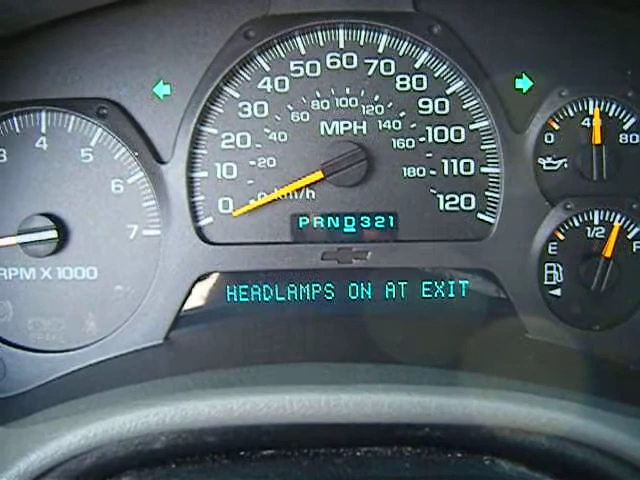 3 4 5 6 7
RPM X 1000
0 10 20 30 40 50 60 70 80 90 100 110 120
MPH
20 40 60 80 100 120 140 160 180
0 km/h
PRND321
HEADLAMPS ON AT EXIT
0 40 80
E 1/2 F